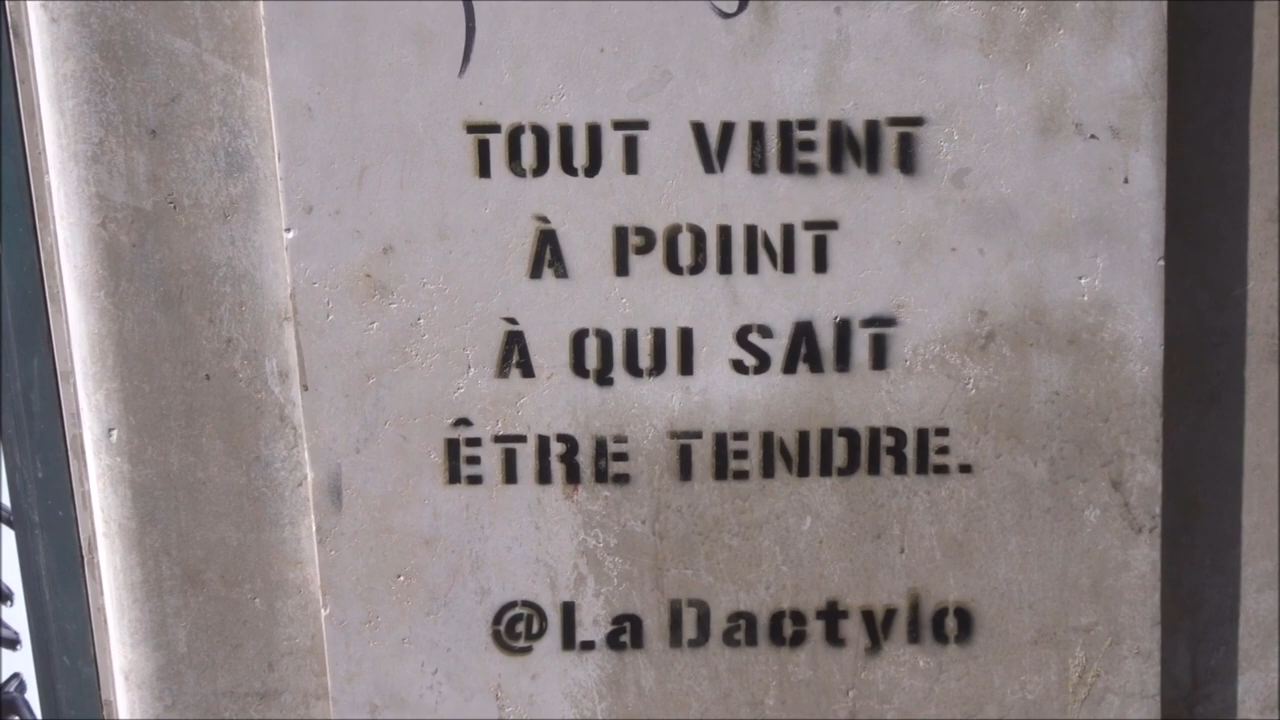 TOUT VIENT
À POINT
À QUI SAIT
ÊTRE TENDRE.
@La Dactylo